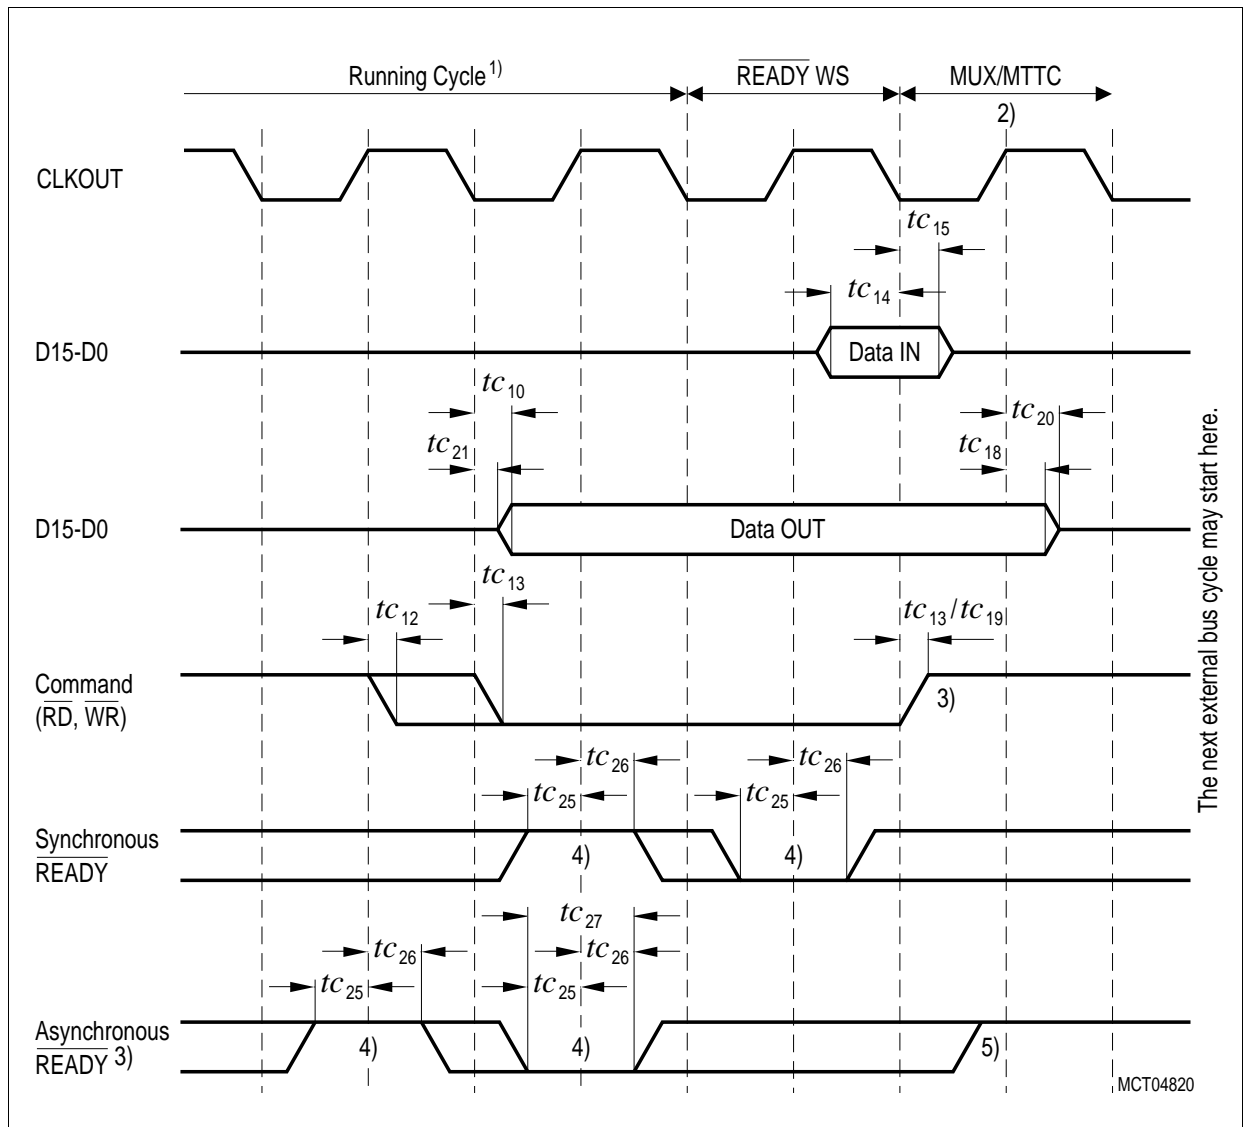 Running Cycle 1)
READY WS
MUX/MTTC
2)
CLKOUT
tc15
tc14
D15-D0
Data IN
tc10
tc20
tc21
tc18
D15-D0
Data OUT
tc13
tc12
tc13/tc19
Command
(RD, WR)
3)
tc26
tc26
tc25
tc25
Synchronous
READY
4)
4)
tc27
tc26
tc26
tc25
tc25
Asynchronous
READY 3)
4)
4)
5)
The next external bus cycle may start here.
MCT04820